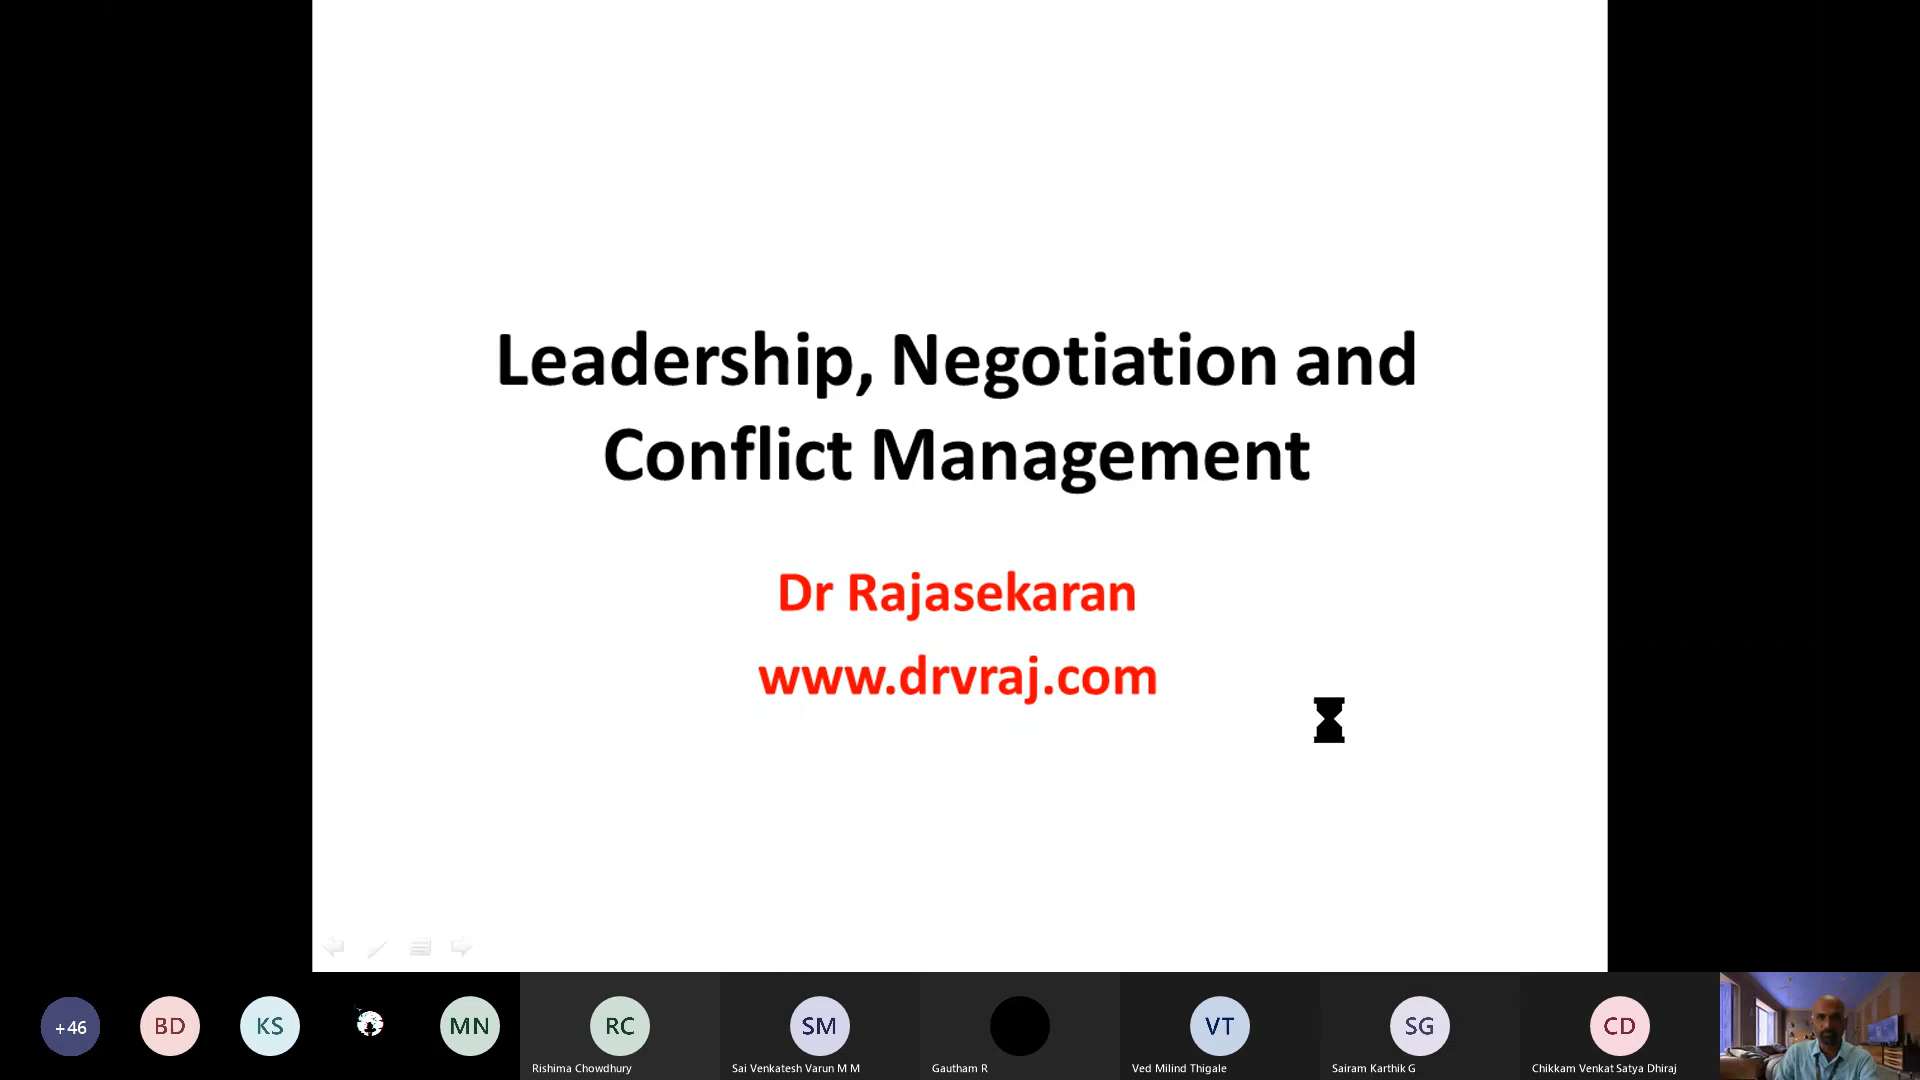 Leadership, Negotiation and
Conflict Management
Dr Rajasekaran
www.drvraj.com
+46
BD
KS
MN
RC
SM
VT
SG
CD
Rishima Chowdhury
Sai Venkatesh Varun M M
Gautham R
Ved Milind Thigale
Sairam Karthik G
Chikkam Venkat Satya Dhiraj